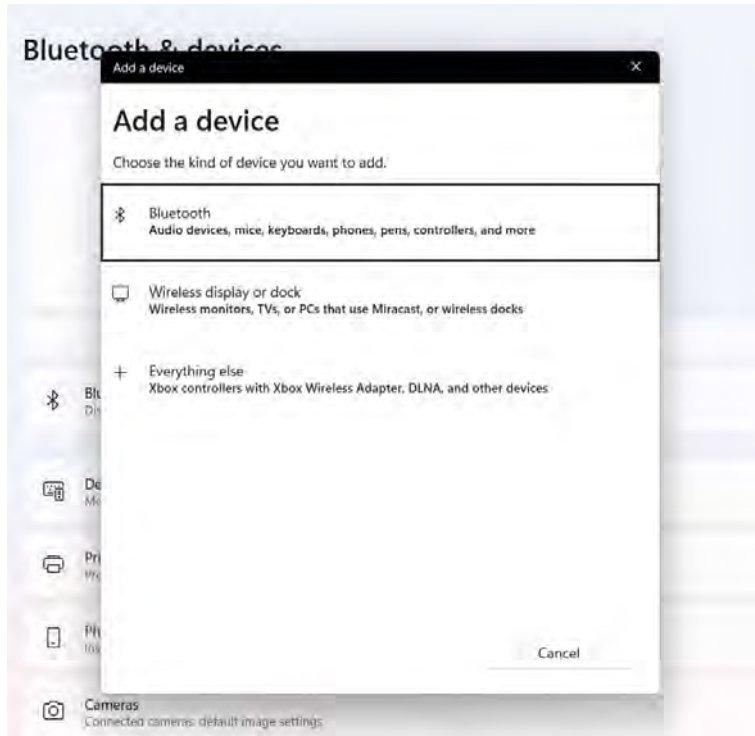 Bluetooth & devices
Add a device
Add a device
Choose the kind of device you want to add.
Bluetooth
Audio devices, mice, keyboards, phones, pens, controllers, and more
Wireless display or dock
Wireless monitors, TVs, or PCs that use Miracast, or wireless docks
Everything else
Xbox controllers with Xbox Wireless Adapter, DLNA, and other devices
Cancel
Cameras
Connected cameras, default image settings